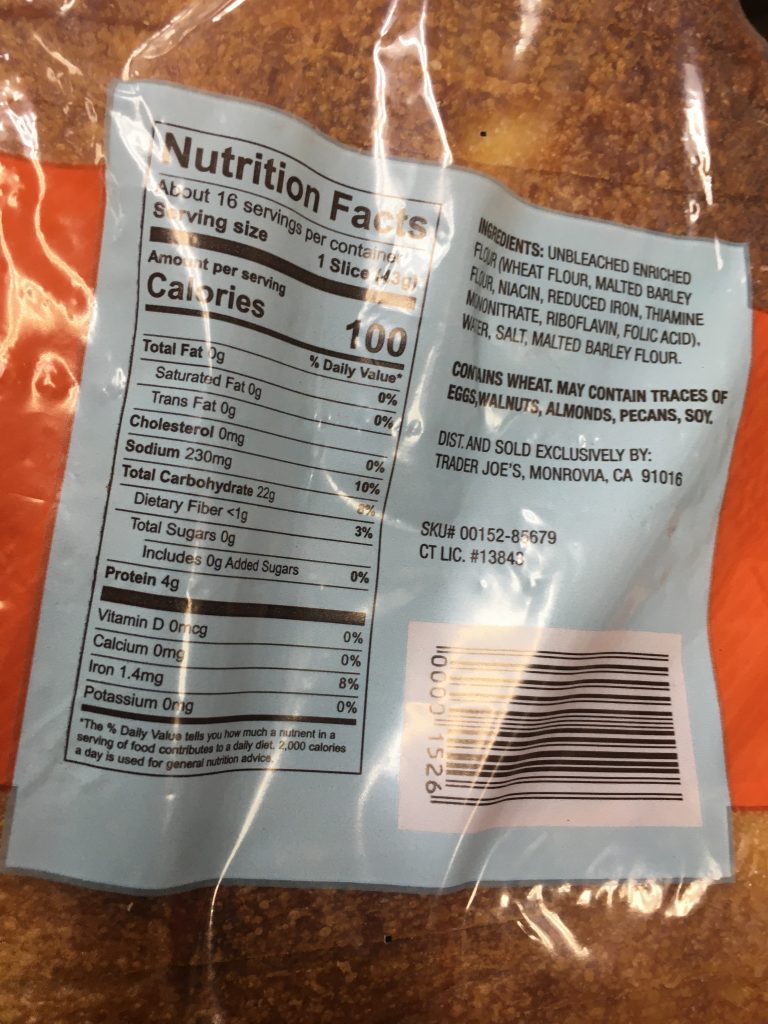 Nutrition Facts
About 16 servings per container
Serving size 1 Slice (43g)
Amount per serving
Calories 100
% Daily Value*
Total Fat 0g 0%
Saturated Fat 0g 0%
Trans Fat 0g
Cholesterol 0mg 0%
Sodium 230mg 10%
Total Carbohydrate 22g 8%
Dietary Fiber <1g 3%
Total Sugars 0g
Includes 0g Added Sugars 0%
Protein 4g
Vitamin D 0mcg 0%
Calcium 0mg 0%
Iron 1.4mg 8%
Potassium 0mg 0%
*The % Daily Value tells you how much a nutrient in a
serving of food contributes to a daily diet. 2,000 calories
a day is used for general nutrition advice.
INGREDIENTS: UNBLEACHED ENRICHED
FLOUR (WHEAT FLOUR, MALTED BARLEY
FLOUR, NIACIN, REDUCED IRON, THIAMINE
MONONITRATE, RIBOFLAVIN, FOLIC ACID),
WATER, SALT, MALTED BARLEY FLOUR.
CONTAINS WHEAT. MAY CONTAIN TRACES OF
EGGS,WALNUTS, ALMONDS, PECANS, SOY.
DIST. AND SOLD EXCLUSIVELY BY:
TRADER JOE'S, MONROVIA, CA 91016
SKU# 00152-85679
CT LIC. #13843
0000 1526